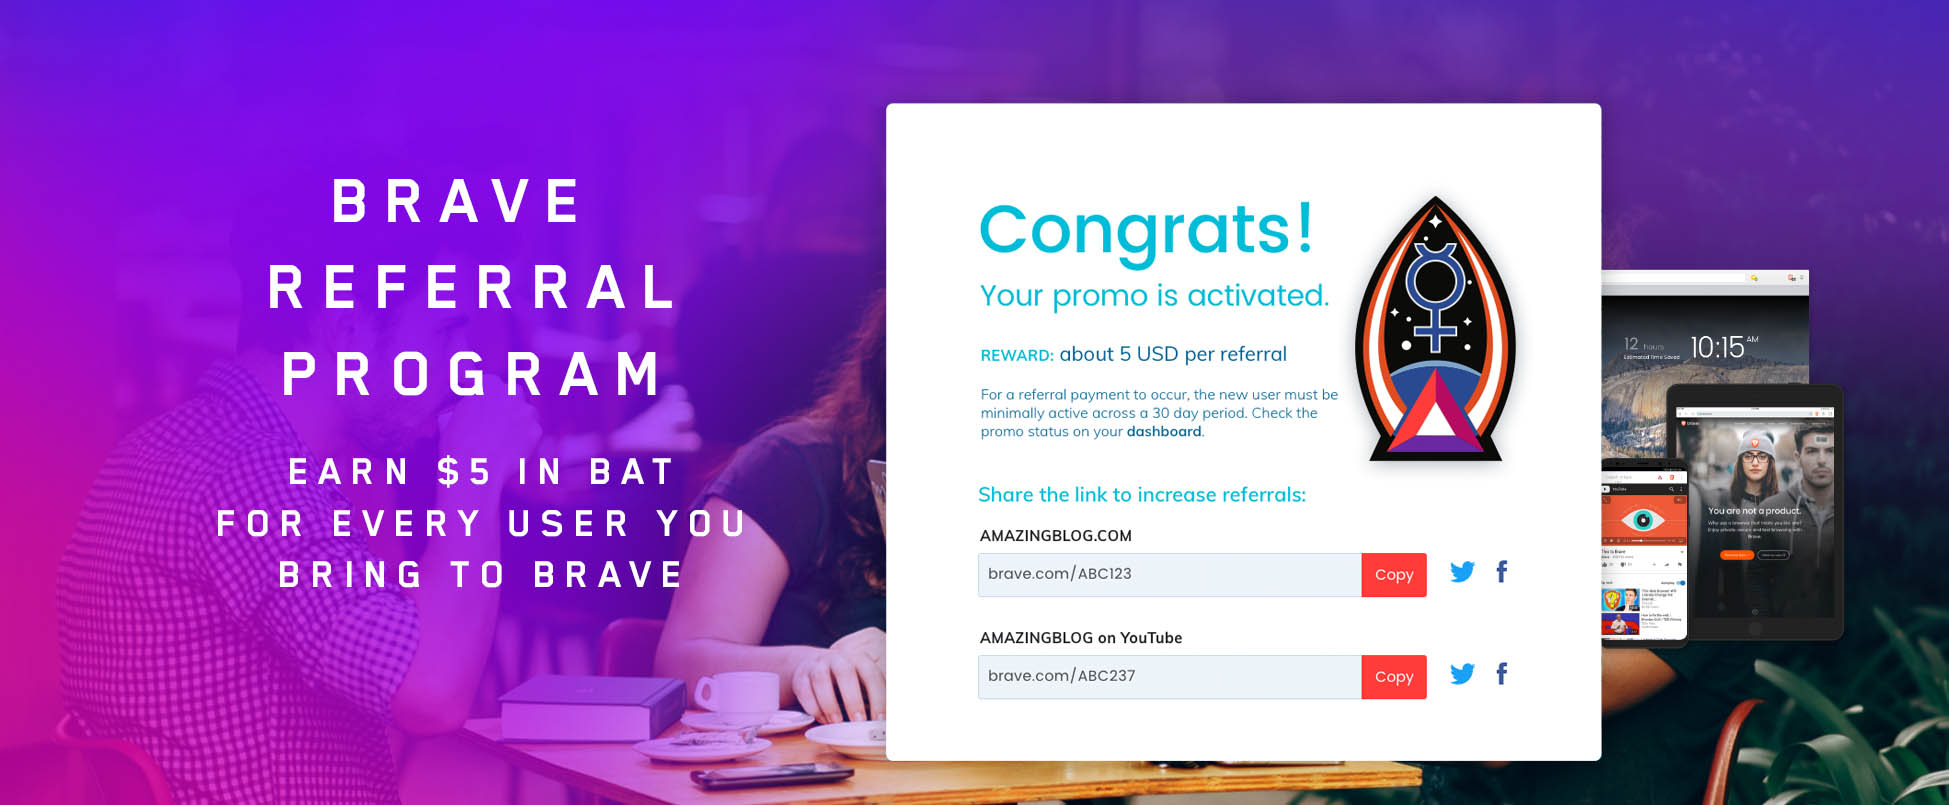 BRAVE
REFERRAL
PROGRAM
EARN $5 IN BAT
FOR EVERY USER YOU
BRING TO BRAVE
Congrats!
Your promo is activated.
REWARD: about 5 USD per referral
For a referral payment to occur, the new user must be
minimally active across a 30 day period. Check the
promo status on your dashboard.
Share the link to increase referrals:
AMAZINGBLOG.COM
brave.com/ABC123
Copy
AMAZINGBLOG on YouTube
brave.com/ABC237
Copy
12 hours
Estimated Time Saved
10:15 AM
You are not a product.